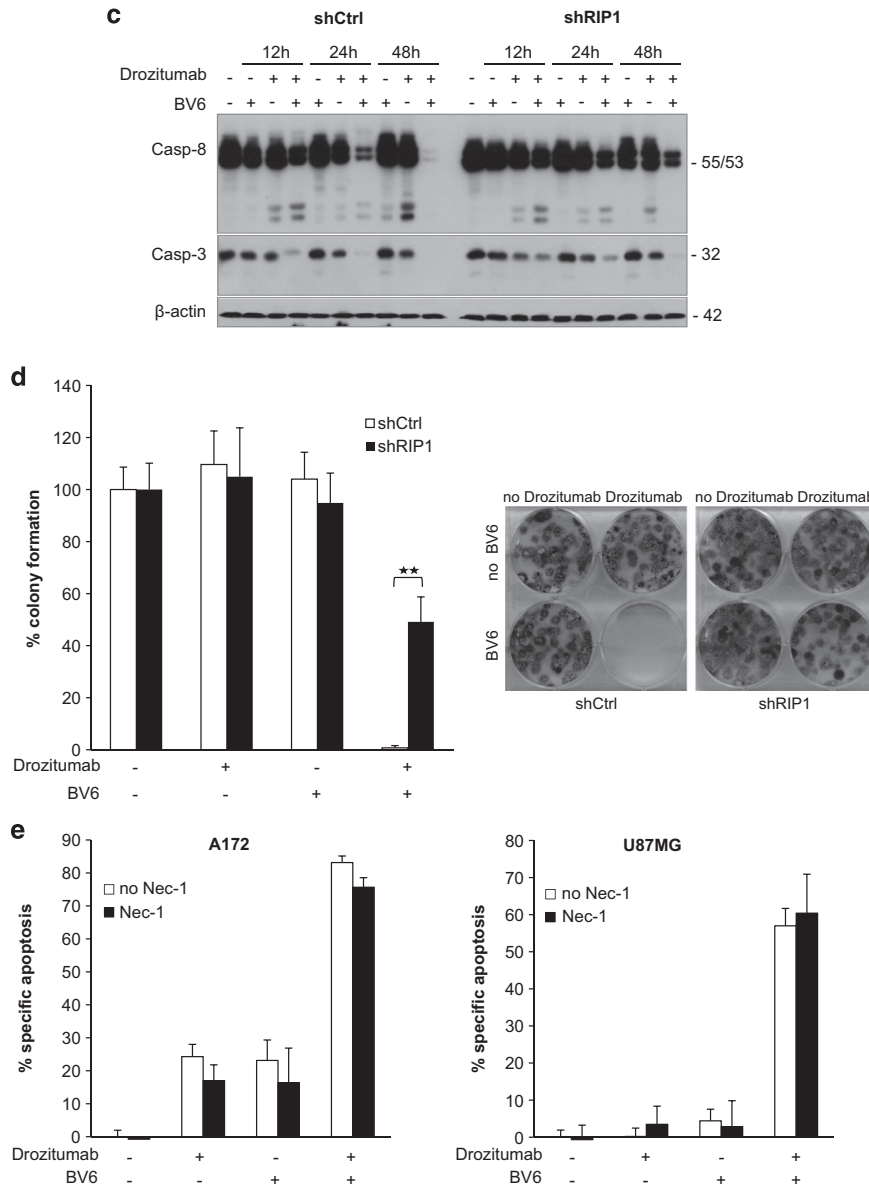 c
shCtrl shRIP1
12h 24h 48h 12h 24h 48h
Drozitumab - - + + - + + - + + - - + + - + + - + +
BV6 - + - + + - + + - + - + - + + - + + - +
Casp-8 - 55/53
Casp-3 - 32
β-actin - 42
d
140
120
100
80
60
40
20
0
% colony formation
shCtrl
shRIP1
★★
Drozitumab - + - +
BV6 - - + +
no Drozitumab Drozitumab no Drozitumab Drozitumab
no BV6
BV6
shCtrl shRIP1
e
A172
90
80
70
60
50
40
30
20
10
0
% specific apoptosis
no Nec-1
Nec-1
Drozitumab - + - +
BV6 - - + +
U87MG
80
70
60
50
40
30
20
10
0
% specific apoptosis
no Nec-1
Nec-1
Drozitumab - + - +
BV6 - - + +